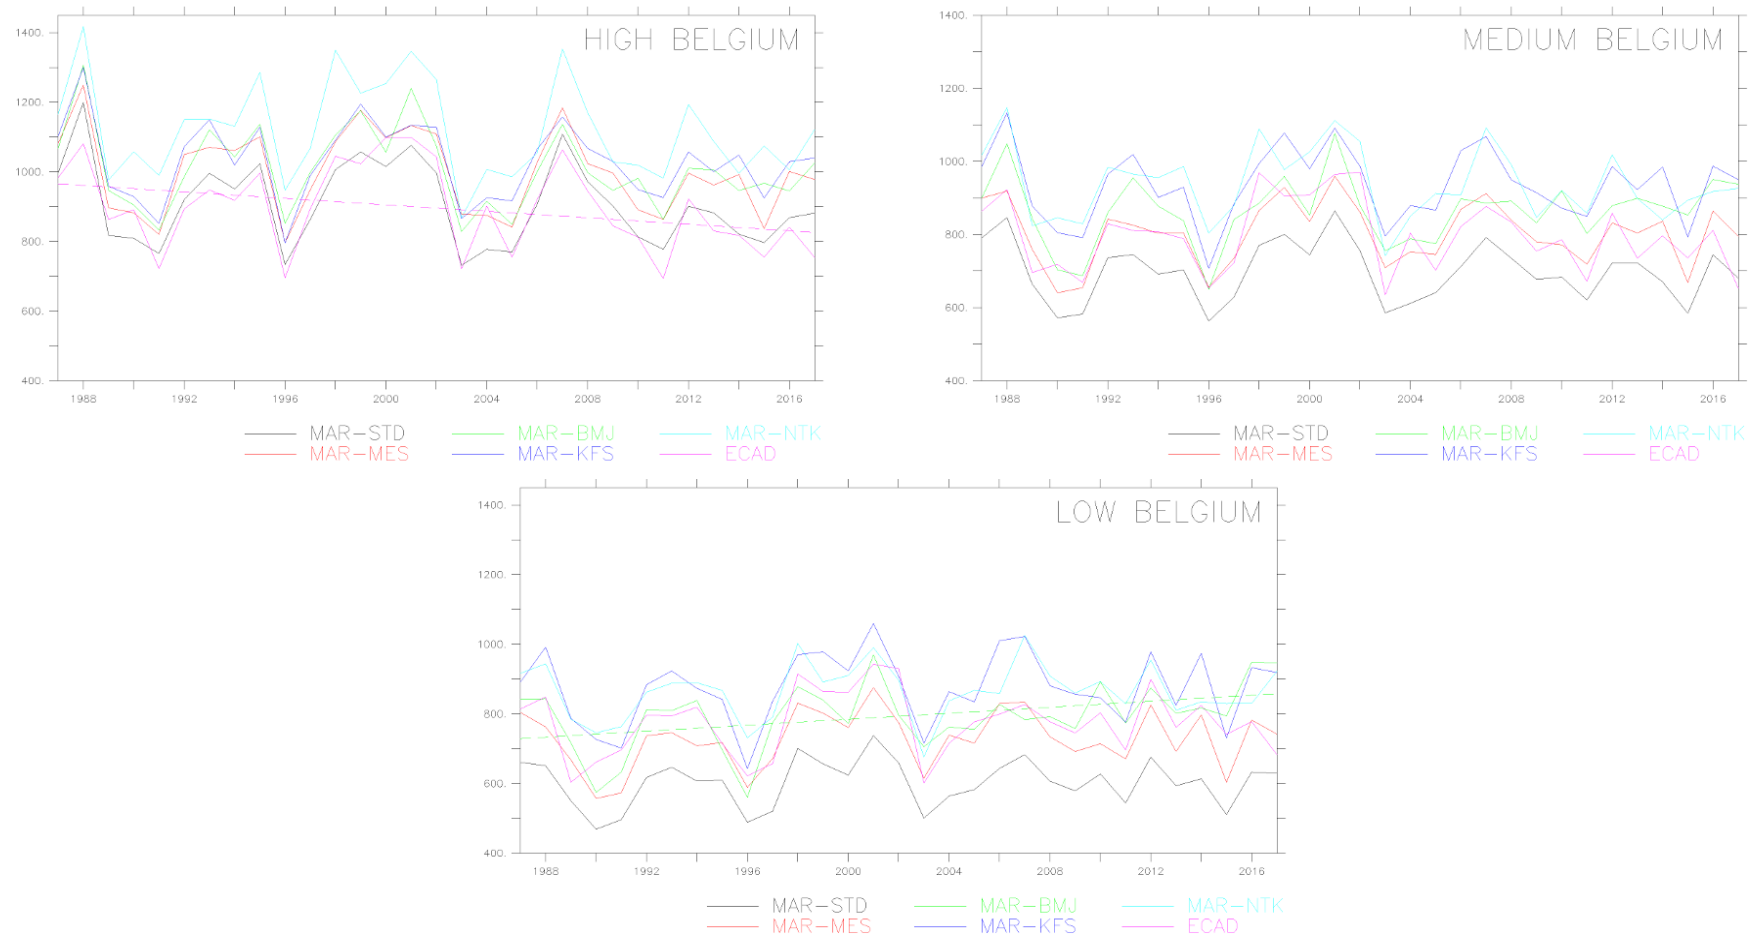 HIGH BELGIUM
1400.
1200.
1000.
800.
600.
400.
1988 1992 1996 2000 2004 2008 2012 2016
MAR-STD MAR-BMJ MAR-NTK
MAR-MES MAR-KFS ECAD
MEDIUM BELGIUM
1400.
1200.
1000.
800.
600.
400.
1988 1992 1996 2000 2004 2008 2012 2016
MAR-STD MAR-BMJ MAR-NTK
MAR-MES MAR-KFS ECAD
LOW BELGIUM
1400.
1200.
1000.
800.
600.
400.
1988 1992 1996 2000 2004 2008 2012 2016
MAR-STD MAR-BMJ MAR-NTK
MAR-MES MAR-KFS ECAD